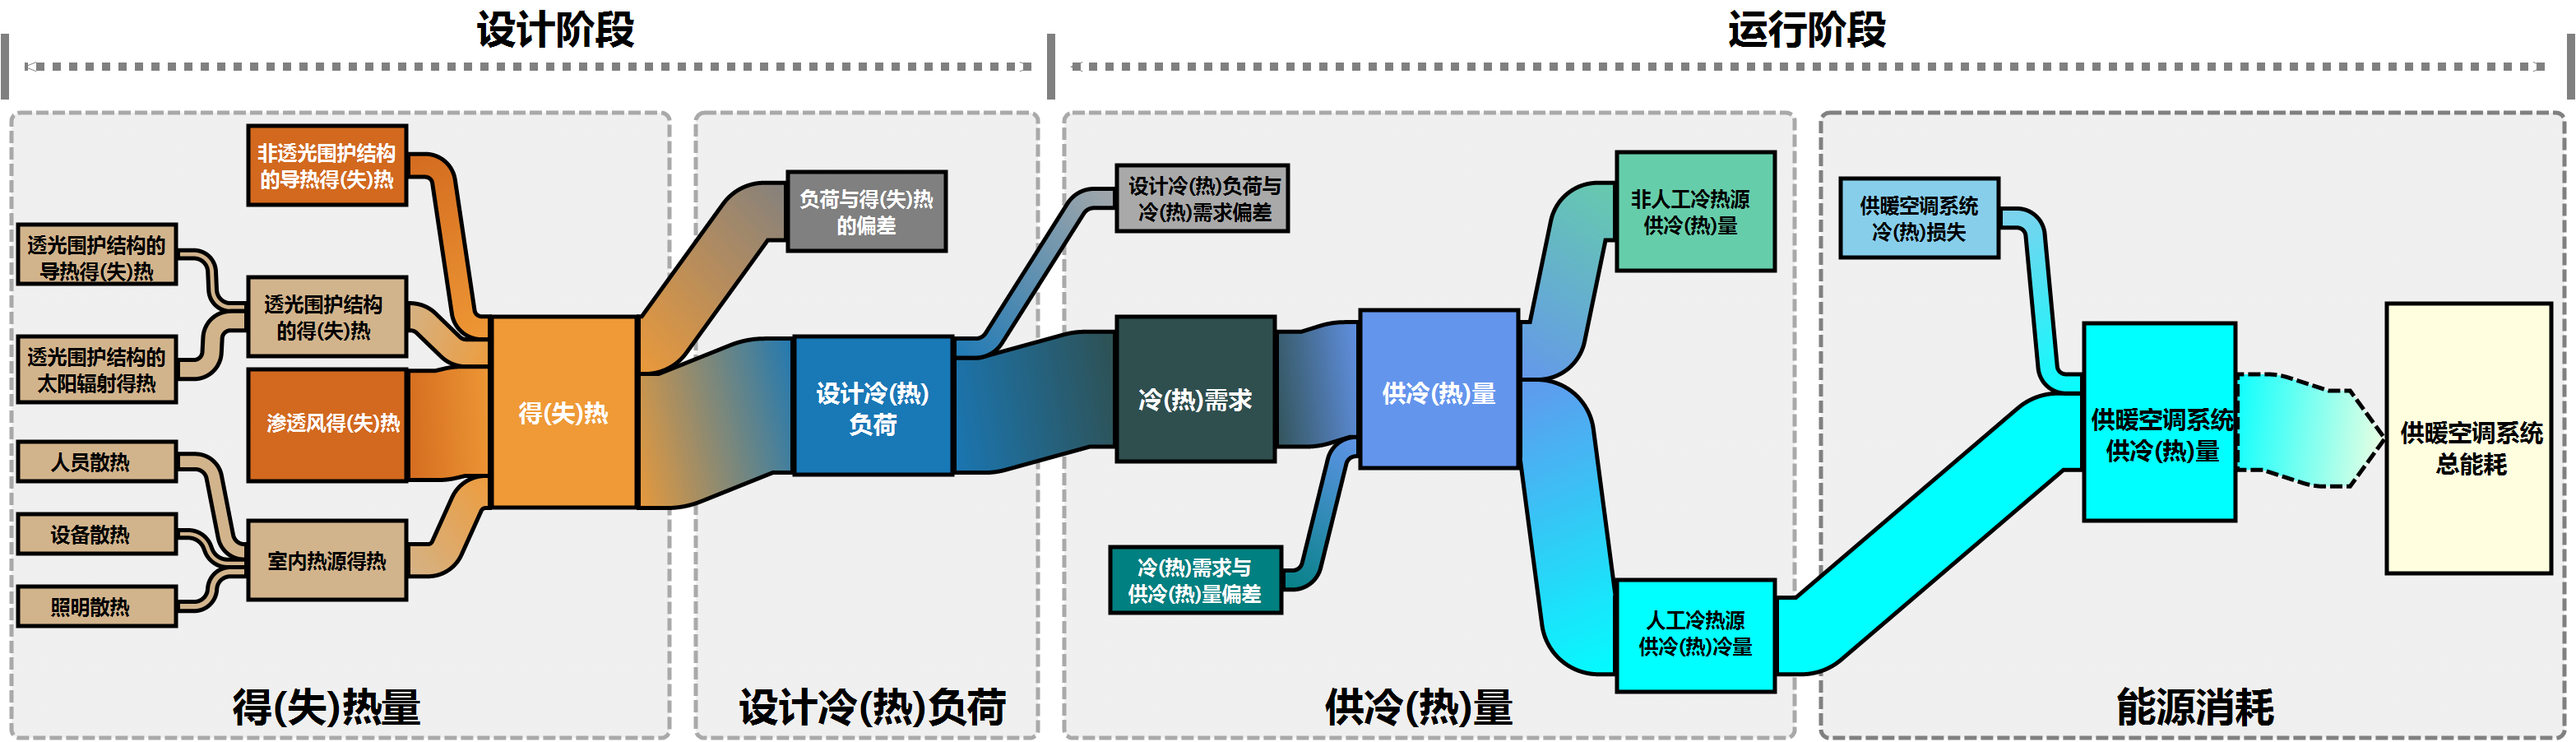 设计阶段
运行阶段
非透光围护结构
的导热得(失)热
透光围护结构的
导热得(失)热
透光围护结构
的得(失)热
透光围护结构的
太阳辐射得热
渗透风得(失)热
人员散热
设备散热
照明散热
室内热源得热
得(失)热
得(失)热量
负荷与得(失)热
的偏差
设计冷(热)
负荷
设计冷(热)负荷
设计冷(热)负荷与
冷(热)需求偏差
冷(热)需求
冷(热)需求与
供冷(热)量偏差
供冷(热)量
非人工冷热源
供冷(热)量
人工冷热源
供冷(热)冷量
供冷(热)量
供暖空调系统
冷(热)损失
供暖空调系统
供冷(热)量
供暖空调系统
总能耗
能源消耗